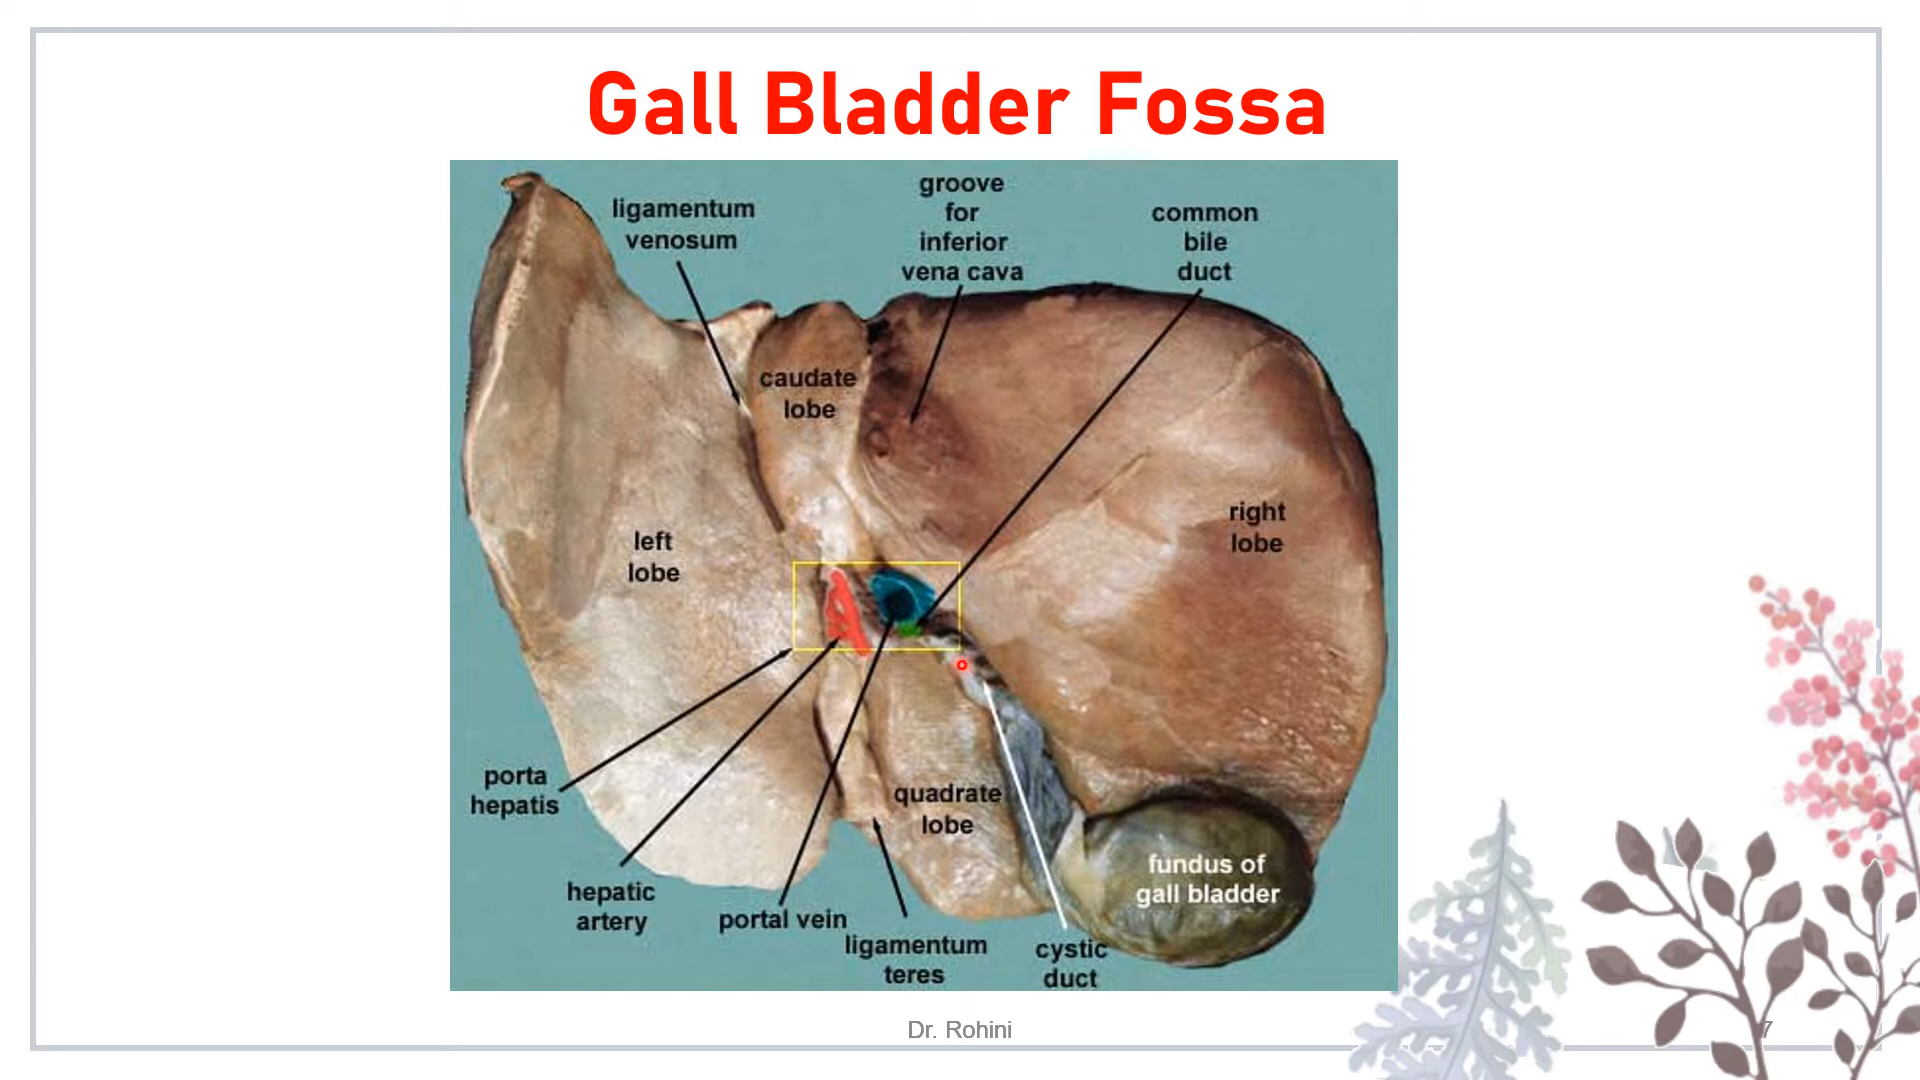 Gall Bladder Fossa
ligamentum
venosum
groove
for
inferior
vena cava
common
bile
duct
caudate
lobe
left
lobe
right
lobe
porta
hepatis
hepatic
artery
portal vein
ligamentum
teres
quadrate
lobe
cystic
duct
fundus of
gall bladder
Dr. Rohini
7